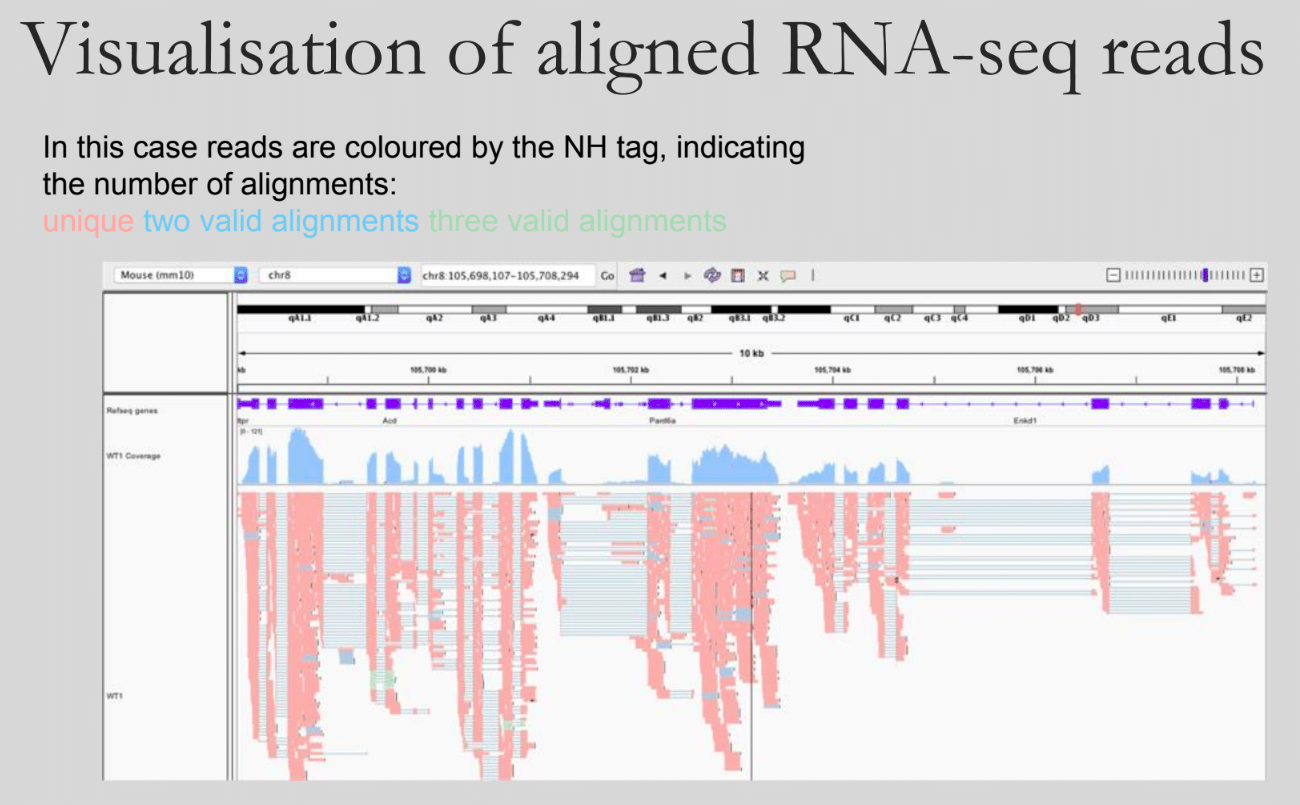 Visualisation of aligned RNA-seq reads
In this case reads are coloured by the NH tag, indicating
the number of alignments:
unique two valid alignments three valid alignments
Mouse (mm10) chr8 chr8:105,698,107-105,708,294 Go
qA1.1 qA1.2 qA2 qA3 qA4 qB1.1 qB1.3 qB2 qB3.1 qB3.2 qC1 qC2 qC3 qC4 qD1 qD2 qD3 qE1 qE2
10 kb
kb 105,700 kb 105,702 kb 105,704 kb 105,706 kb 105,708 kb
Refseq genes
Acd Pard6a Enkd1
[0 - 121]
WT1 Coverage
WT1